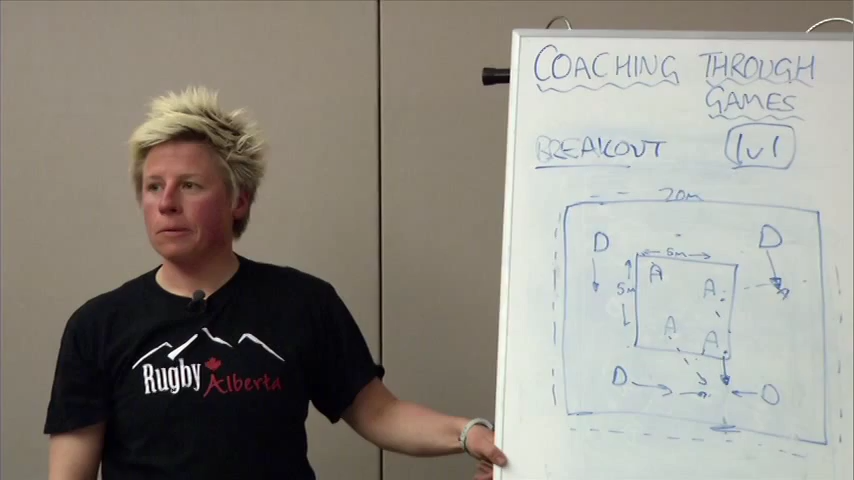 COACHING THROUGH
GAMES
BREAKOUT 1v1
20m
D D
5m
A
5m A A
A
A
D D
Rugby Alberta